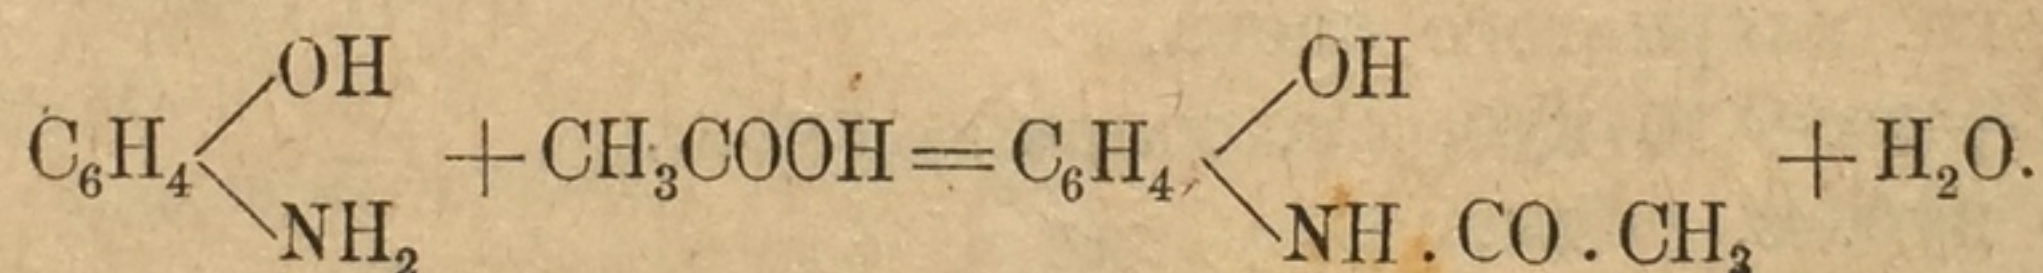 OH OH
C₆H₄ + CH₃COOH = C₆H₄ + H₂O.
NH₂ NH . CO . CH₃